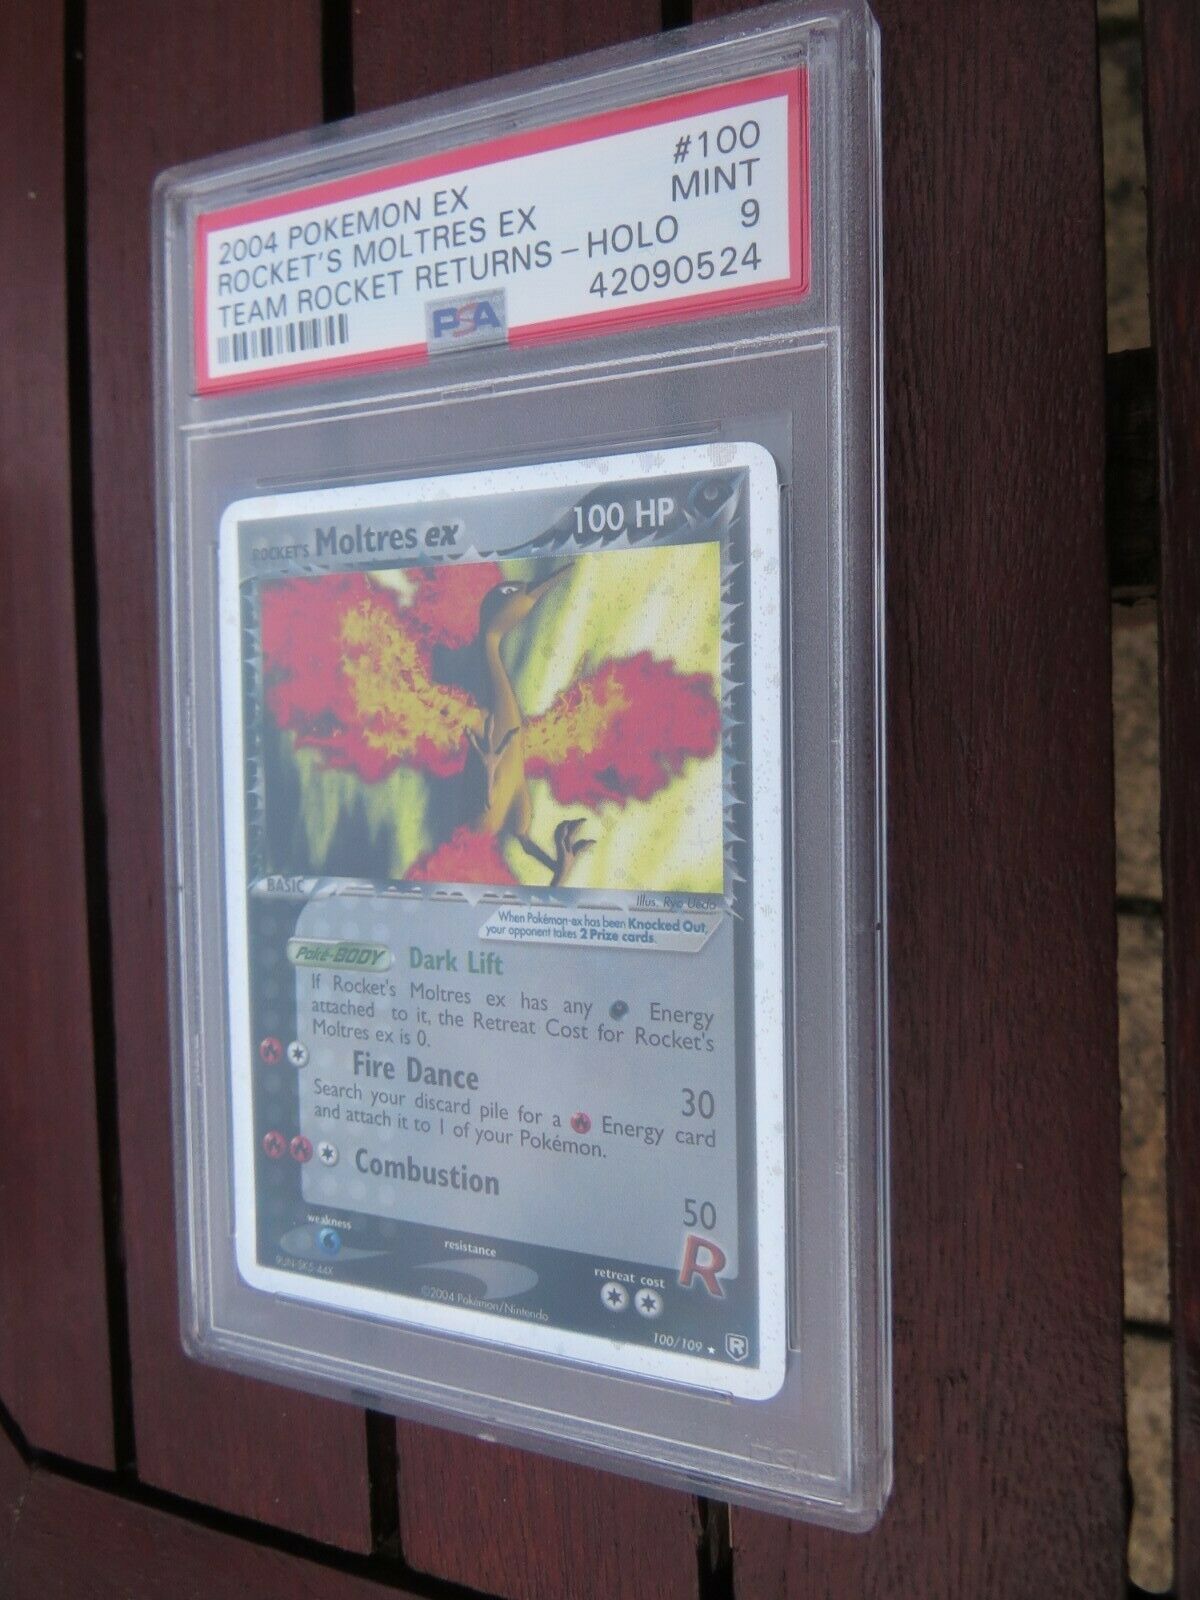 2004 POKEMON EX #100
ROCKET'S MOLTRES EX MINT
TEAM ROCKET RETURNS-HOLO 9
42090524
PSA
ROCKET'S Moltres ex 100 HP
BASIC
Illus. Ryo Ueda
When Pokémon-ex has been Knocked Out,
your opponent takes 2 Prize cards.
Poké-BODY Dark Lift
If Rocket's Moltres ex has any Energy
attached to it, the Retreat Cost for Rocket's
Moltres ex is 0.
Fire Dance 30
Search your discard pile for a Energy card
and attach it to 1 of your Pokémon.
Combustion 50
weakness
resistance
retreat cost
R
9UN-5K5-44X
©2004 Pokémon/Nintendo
100/109
R